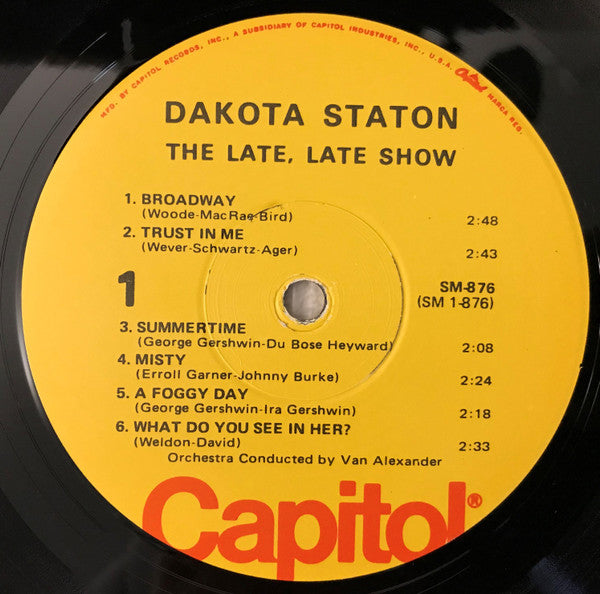 MFG. BY CAPITOL RECORDS, INC., A SUBSIDIARY OF CAPITOL INDUSTRIES, INC., U.S.A.
Capitol MARCA REG.
DAKOTA STATON
THE LATE, LATE SHOW
1. BROADWAY
(Woode-MacRae-Bird) 2:48
2. TRUST IN ME
(Wever-Schwartz-Ager) 2:43
1
SM-876
(SM 1-876)
3. SUMMERTIME
(George Gershwin-Du Bose Heyward) 2:08
4. MISTY
(Erroll Garner-Johnny Burke) 2:24
5. A FOGGY DAY
(George Gershwin-Ira Gershwin) 2:18
6. WHAT DO YOU SEE IN HER?
(Weldon-David) 2:33
Orchestra Conducted by Van Alexander
Capitol®